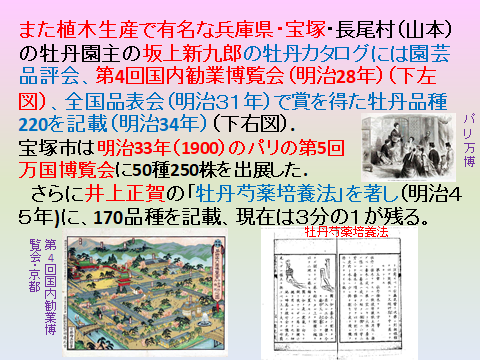 また植木生産で有名な兵庫県・宝塚・長尾村(山本)
の牡丹園主の坂上新九郎の牡丹カタログには園芸
品評会、第4回国内勧業博覧会(明治28年)(下左
図)、全国品表会(明治31年)で賞を得た牡丹品種
220を記載(明治34年)(下右図).
宝塚市は明治33年(1900)のパリの第5回
万国博覧会に50種250株を出展した.
さらに井上正賀の「牡丹芍薬培養法」を著し(明治4
5年)に、170品種を記載、現在は3分の1が残る。
パリ万博
第4回国内勧業博
覧会・京都
牡丹芍薬培養法